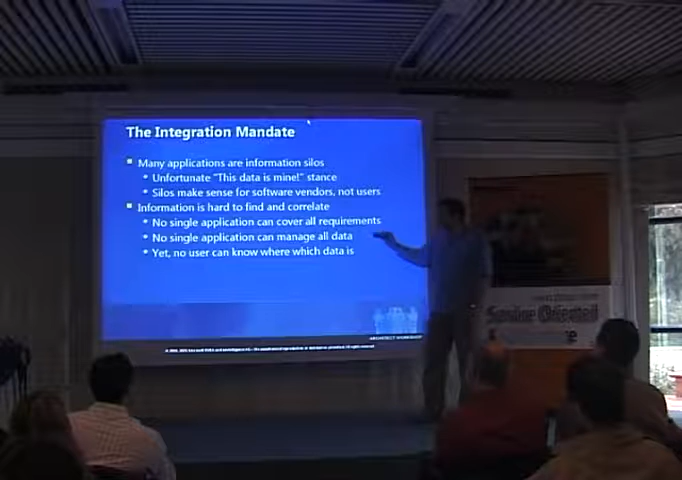 The Integration Mandate
Many applications are information silos
Unfortunate "This data is mine!" stance
Silos make sense for software vendors, not users
Information is hard to find and correlate
No single application can cover all requirements
No single application can manage all data
Yet, no user can know where which data is
ARCHITECT WORKSHOP